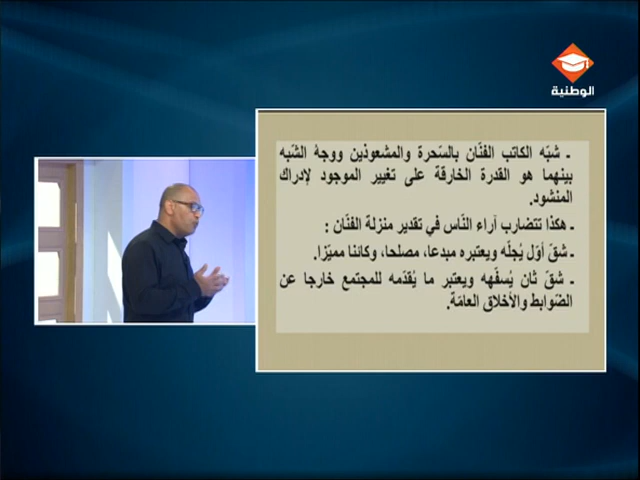 الوطنية
ـ شبّه الكاتب الفنّان بالسّحرة والمشعوذين ووجه الشّبه
بينهما هو القدرة الخارقة على تغيير الموجود لإدراك
المنشود.
ـ هكذا تتضارب آراء النّاس في تقدير منزلة الفنّان :
ـ شقّ أوّل يُجلّه ويعتبره مبدعا، مصلحا، وكائنا مميّزا.
ـ شقّ ثان يُسفّهه ويعتبر ما يُقدّمه للمجتمع خارجا عن
الضّوابط والأخلاق العامّة.